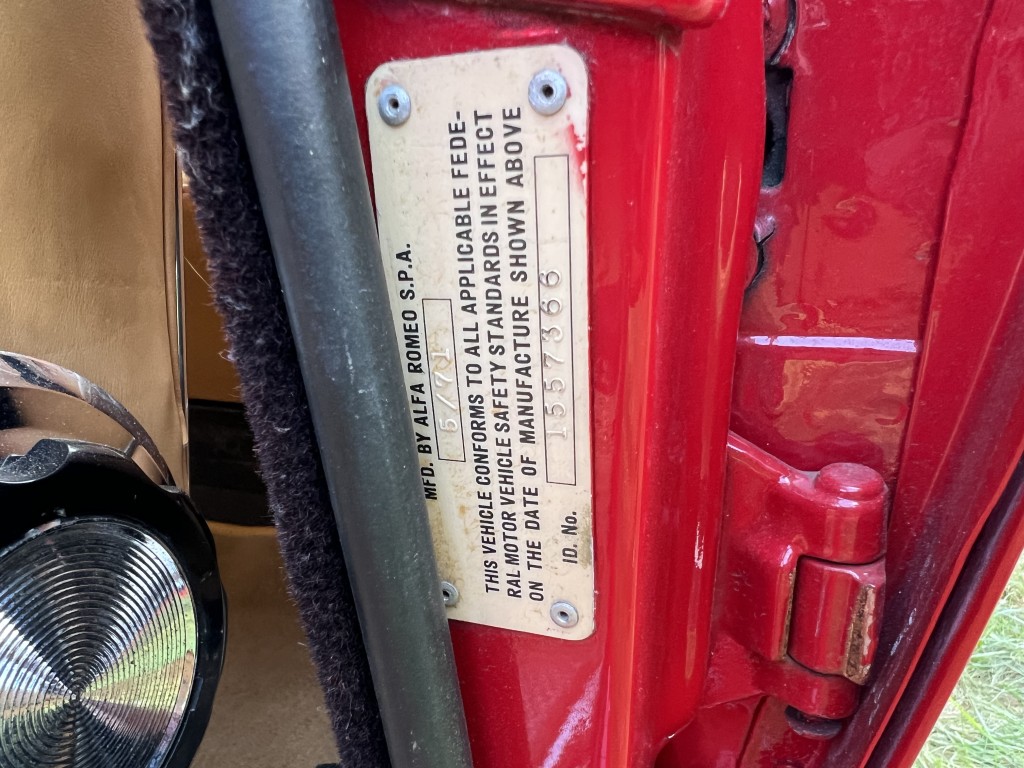 MFD. BY ALFA ROMEO S.P.A.
5/71
THIS VEHICLE CONFORMS TO ALL APPLICABLE FEDE-
RAL MOTOR VEHICLE SAFETY STANDARDS IN EFFECT
ON THE DATE OF MANUFACTURE SHOWN ABOVE
ID. No. 1557366